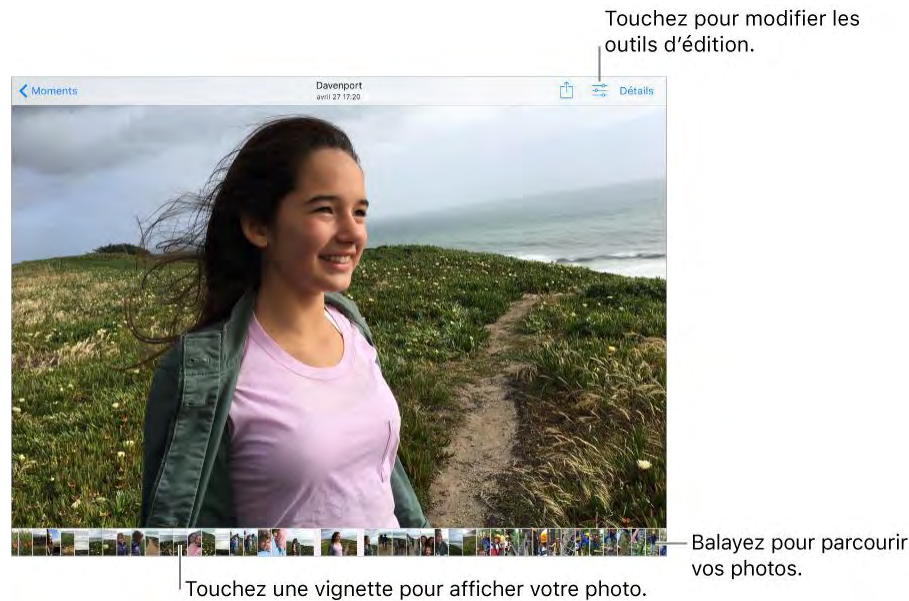 Touchez pour modifier les
outils d’édition.
Moments
Davenport
avril 27 17:20
Détails
Balayez pour parcourir
vos photos.
Touchez une vignette pour afficher votre photo.